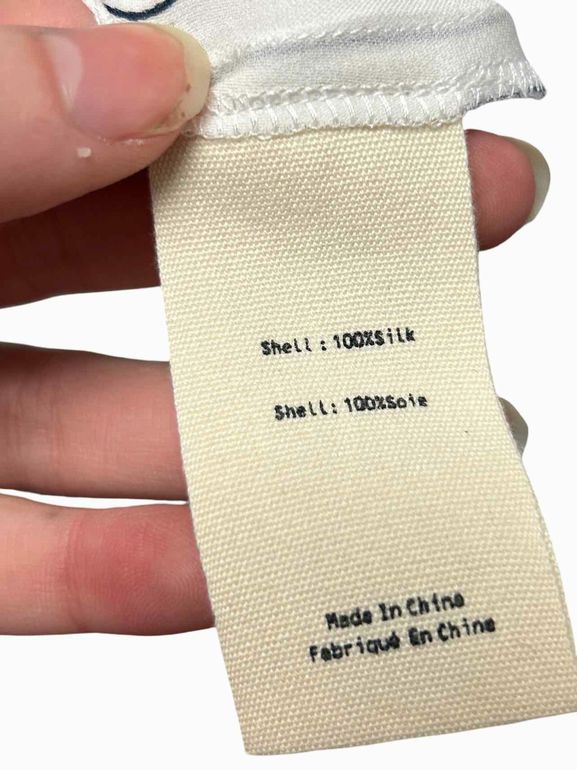 Shell : 100%Silk
Shell: 100%Soie
Made In China
Fabriqué En Chine